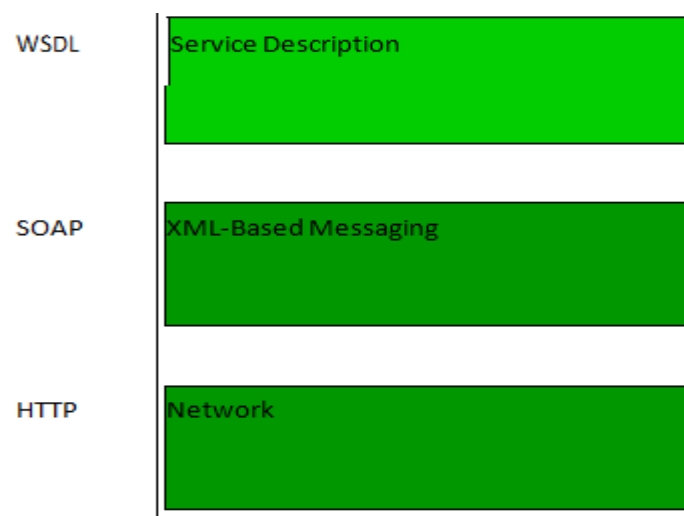 WSDL Service Description
SOAP XML-Based Messaging
HTTP Network